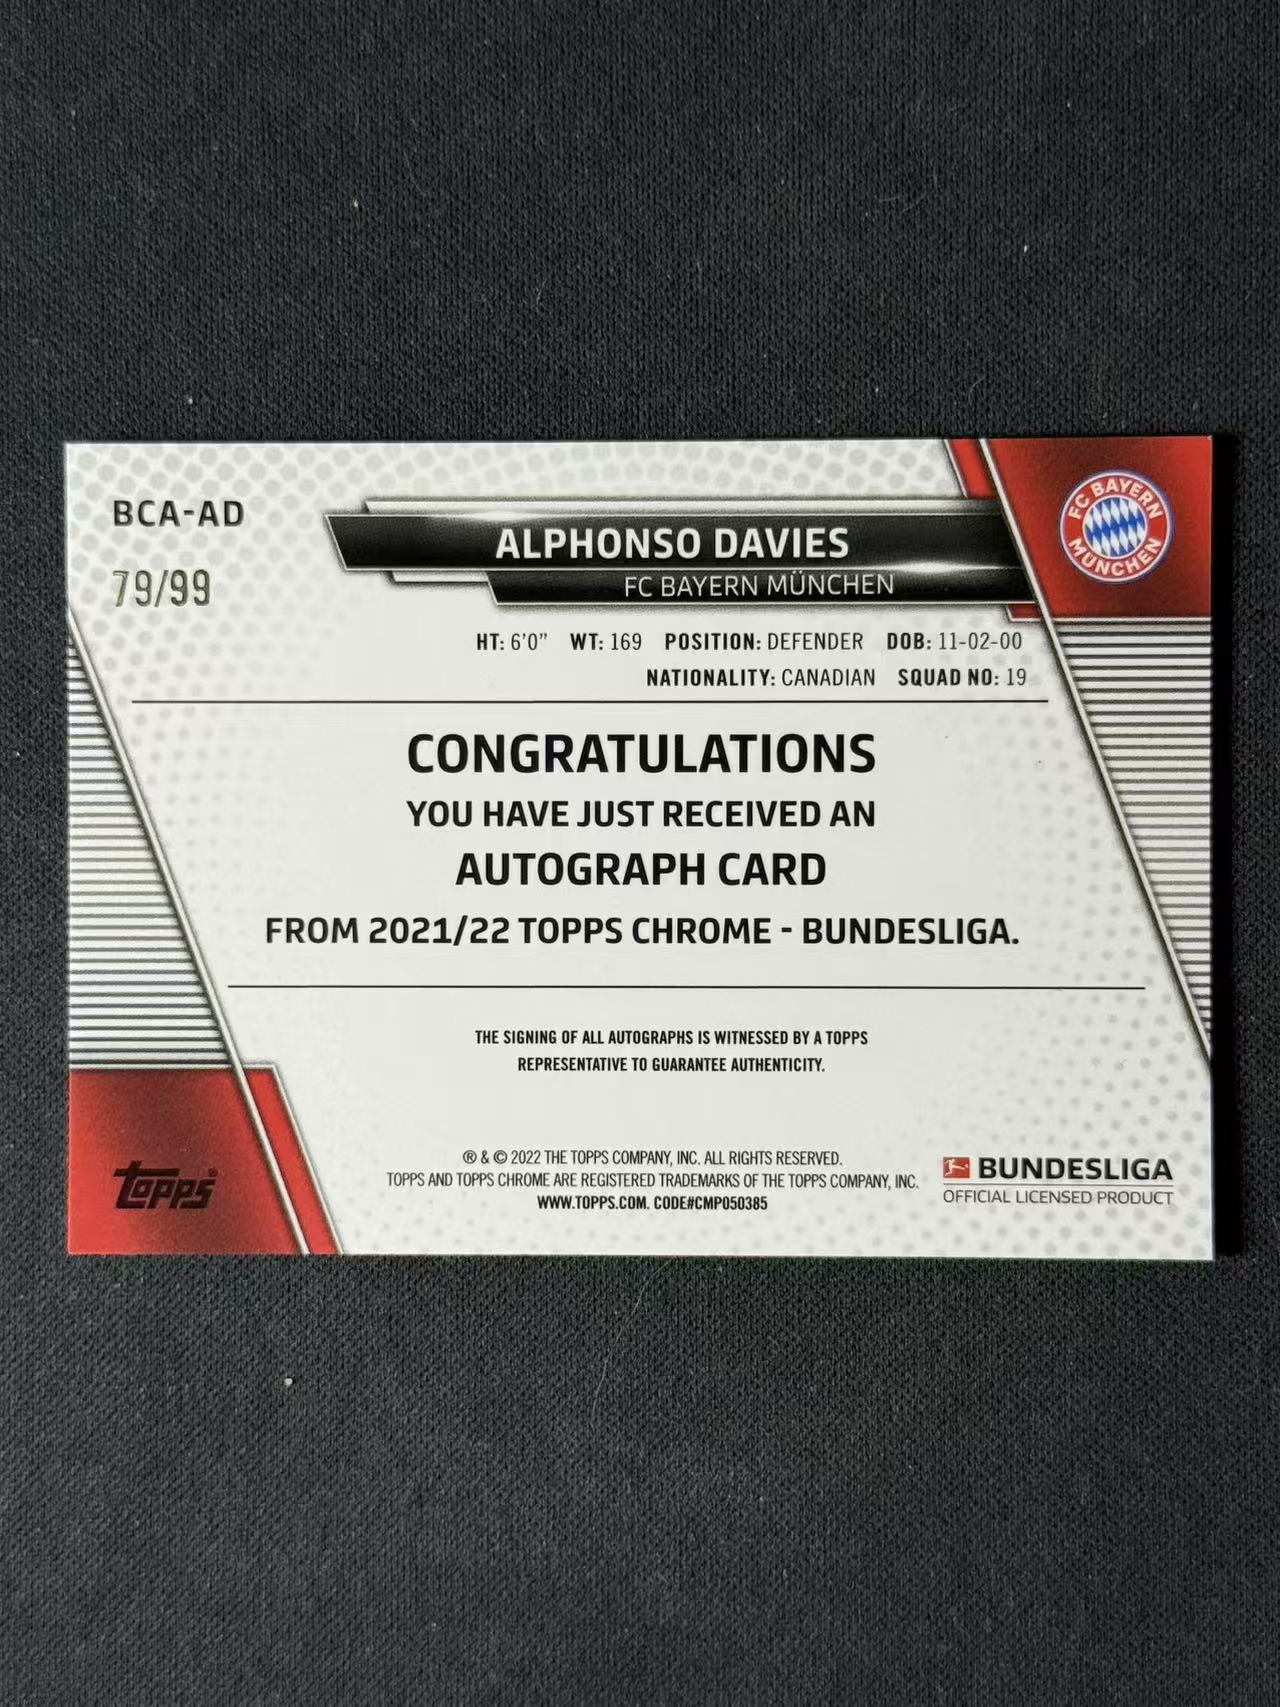 BCA-AD
79/99
ALPHONSO DAVIES
FC BAYERN MÜNCHEN
FC BAYERN
MÜNCHEN
HT: 6'0" WT: 169 POSITION: DEFENDER DOB: 11-02-00
NATIONALITY: CANADIAN SQUAD NO: 19
CONGRATULATIONS
YOU HAVE JUST RECEIVED AN
AUTOGRAPH CARD
FROM 2021/22 TOPPS CHROME - BUNDESLIGA.
THE SIGNING OF ALL AUTOGRAPHS IS WITNESSED BY A TOPPS
REPRESENTATIVE TO GUARANTEE AUTHENTICITY.
topps®
® & © 2022 THE TOPPS COMPANY, INC. ALL RIGHTS RESERVED.
TOPPS AND TOPPS CHROME ARE REGISTERED TRADEMARKS OF THE TOPPS COMPANY, INC.
WWW.TOPPS.COM. CODE#CMP050385
BUNDESLIGA
OFFICIAL LICENSED PRODUCT